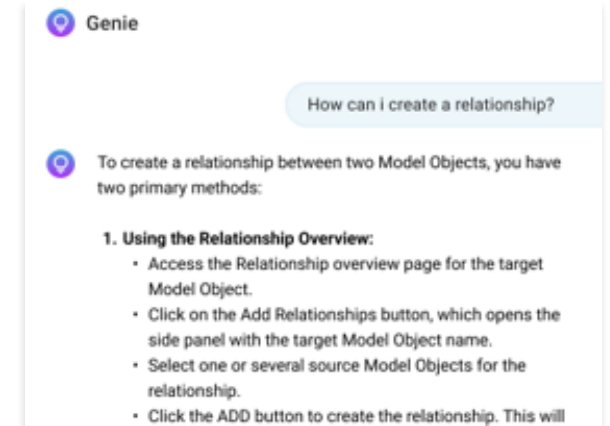 Genie
How can i create a relationship?
To create a relationship between two Model Objects, you have
two primary methods:
1. Using the Relationship Overview:
• Access the Relationship overview page for the target
Model Object.
• Click on the Add Relationships button, which opens the
side panel with the target Model Object name.
• Select one or several source Model Objects for the
relationship.
• Click the ADD button to create the relationship. This will